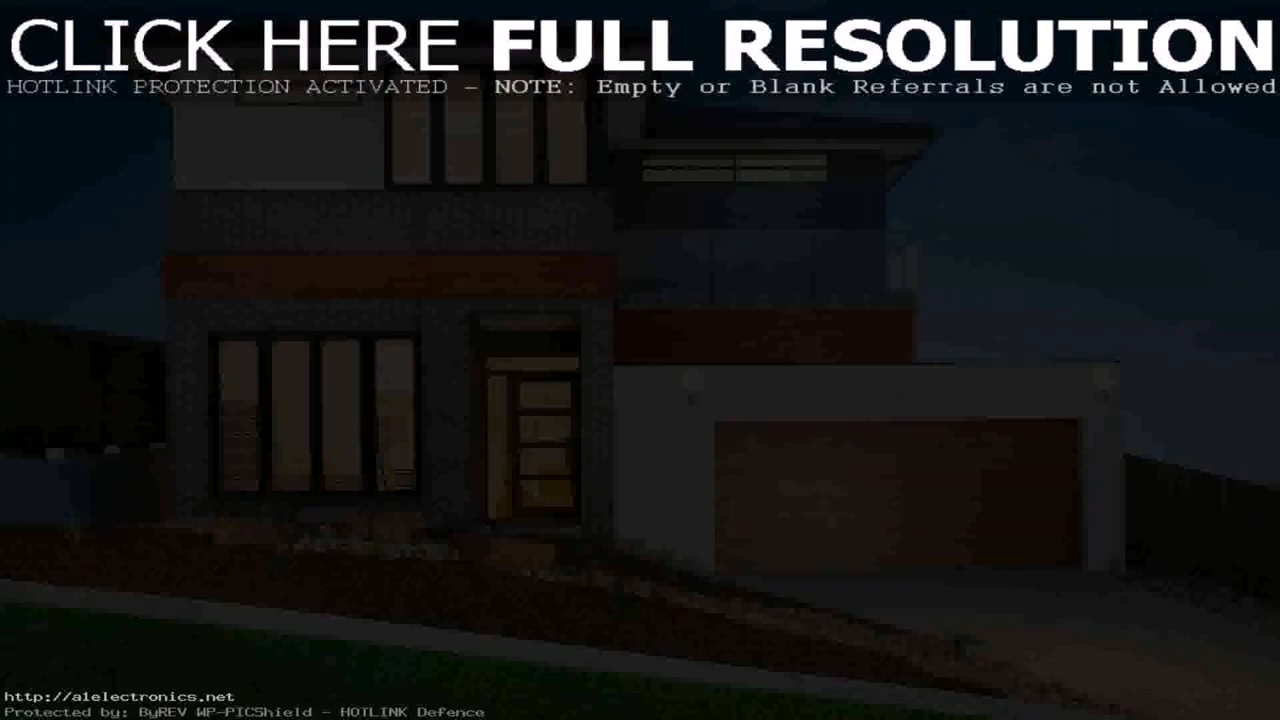 CLICK HERE FULL RESOLUTION
HOTLINK PROTECTION ACTIVATED - NOTE: Empty or Blank Referrals are not Allowed
http://a1electronics.net
Protected by: ByREV WP-PICShield - HOTLINK Defence